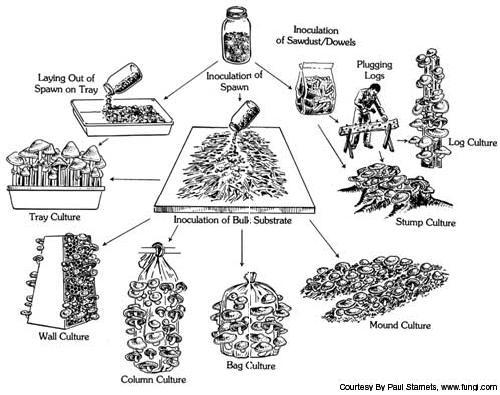 Inoculation
of Sawdust/Dowels
Laying Out of
Spawn on Tray
Inoculation of
Spawn
Plugging
Logs
Log Culture
Tray Culture
Inoculation of Bulk Substrate
Stump Culture
Wall Culture
Column Culture
Bag Culture
Mound Culture
Courtesy By Paul Stamets, www.fungi.com